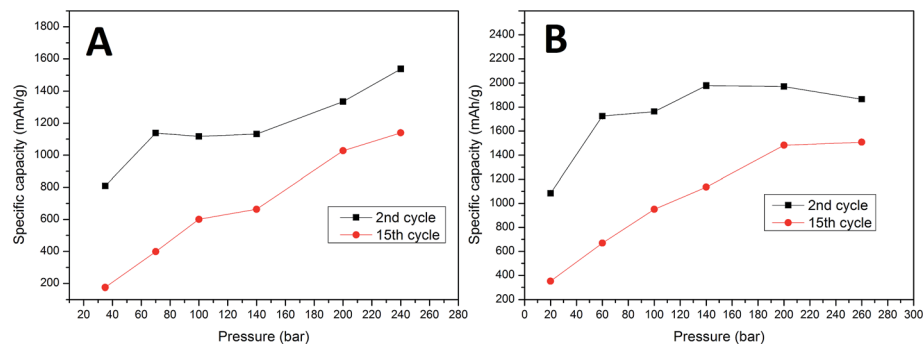 A
Specific capacity (mAh/g)
1800
1600
1400
1200
1000
800
600
400
200
20 40 60 80 100 120 140 160 180 200 220 240 260 280
Pressure (bar)
2nd cycle
15th cycle
B
Specific capacity (mAh/g)
2600
2400
2200
2000
1800
1600
1400
1200
1000
800
600
400
200
0 20 40 60 80 100 120 140 160 180 200 220 240 260 280 300
Pressure (bar)
2nd cycle
15th cycle